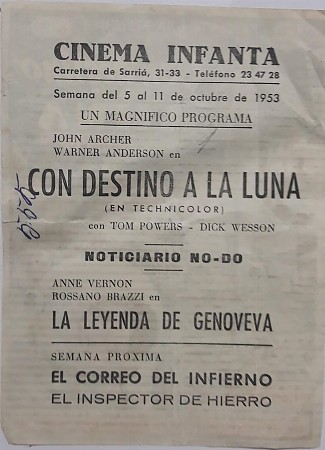 CINEMA INFANTA
Carretera de Sarriá, 31-33 - Teléfono 23 47 28
Semana del 5 al 11 de octubre de 1953
UN MAGNIFICO PROGRAMA
JOHN ARCHER
WARNER ANDERSON en
CON DESTINO A LA LUNA
(EN TECHNICOLOR)
con TOM POWERS - DICK WESSON
NOTICIARIO NO-DO
ANNE VERNON
ROSSANO BRAZZI en
LA LEYENDA DE GENOVEVA
SEMANA PROXIMA
EL CORREO DEL INFIERNO
EL INSPECTOR DE HIERRO